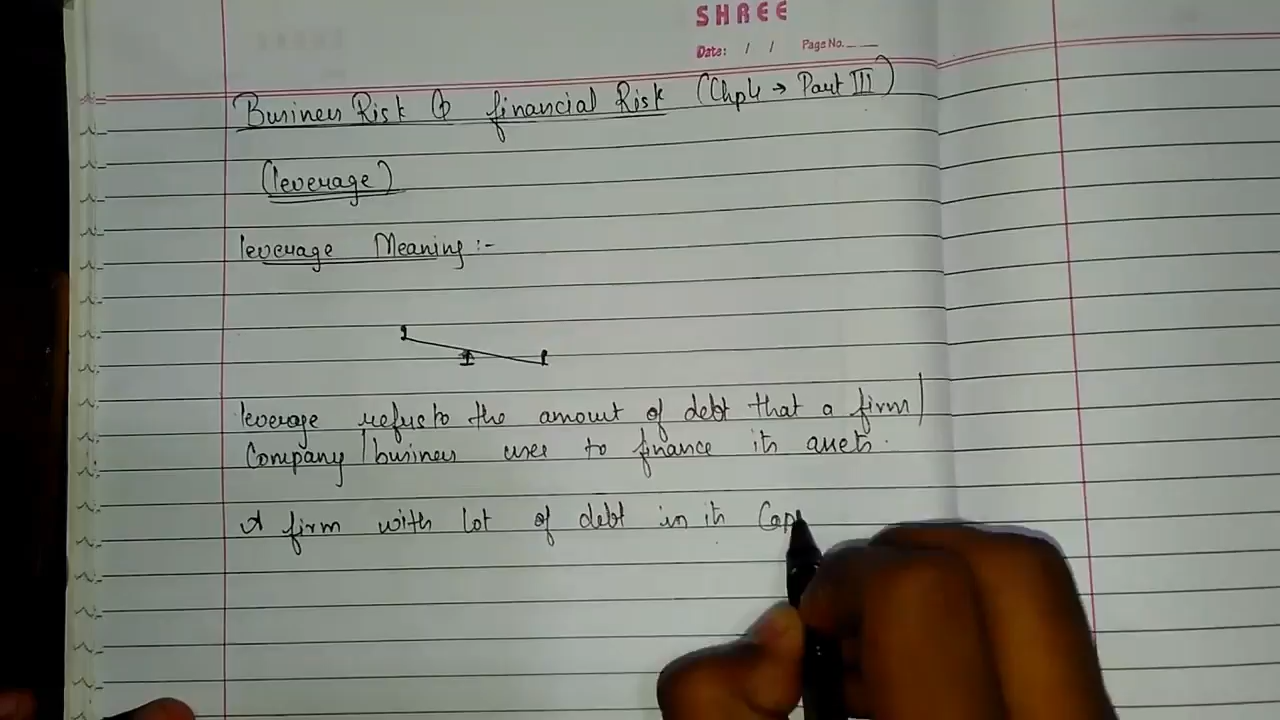 SHREE
Date: / / Page No.
Business Risk & financial Risk (Chp4 → Part III)
(leverage)
leverage Meaning :-
leverage refers to the amount of debt that a firm/
Company/business uses to finance its assets.
A firm with lot of debt in its Cap